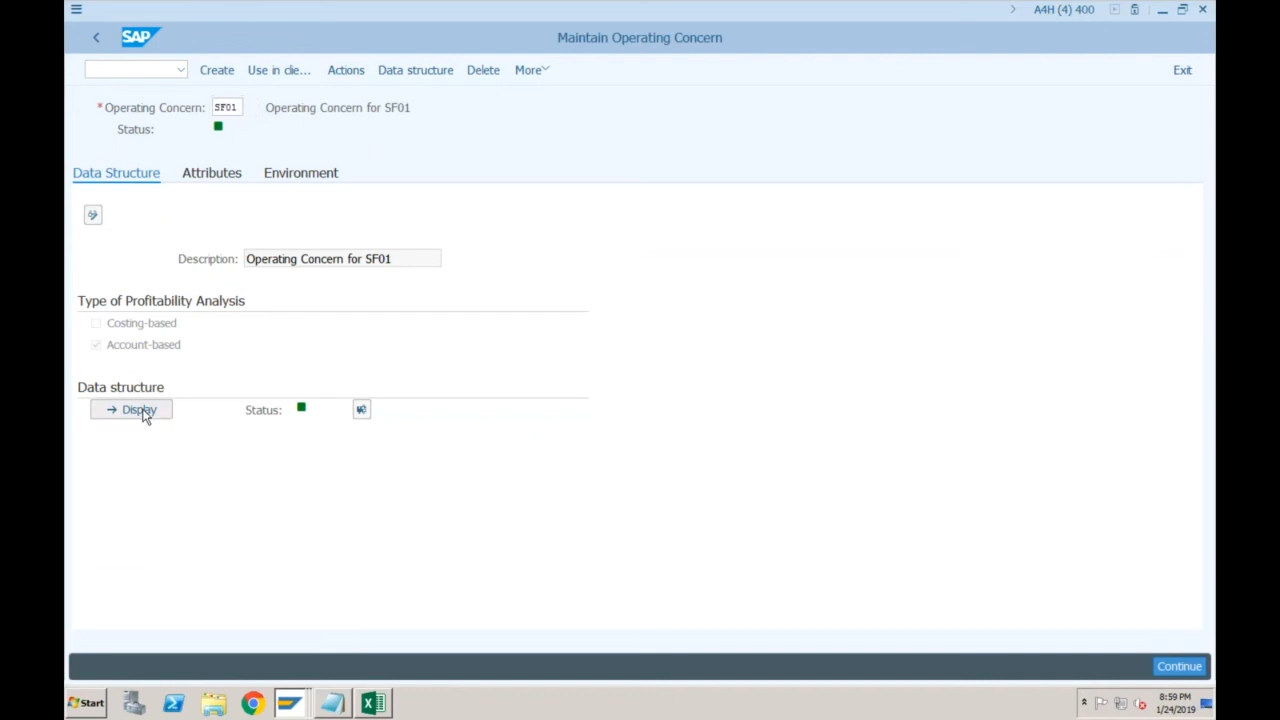 A4H (4) 400
SAP
Maintain Operating Concern
Create Use in clie... Actions Data structure Delete More Exit
*Operating Concern: SF01 Operating Concern for SF01
Status:
Data Structure Attributes Environment
Description: Operating Concern for SF01
Type of Profitability Analysis
Costing-based
Account-based
Data structure
Display Status:
Continue
Start
8:59 PM
1/24/2019